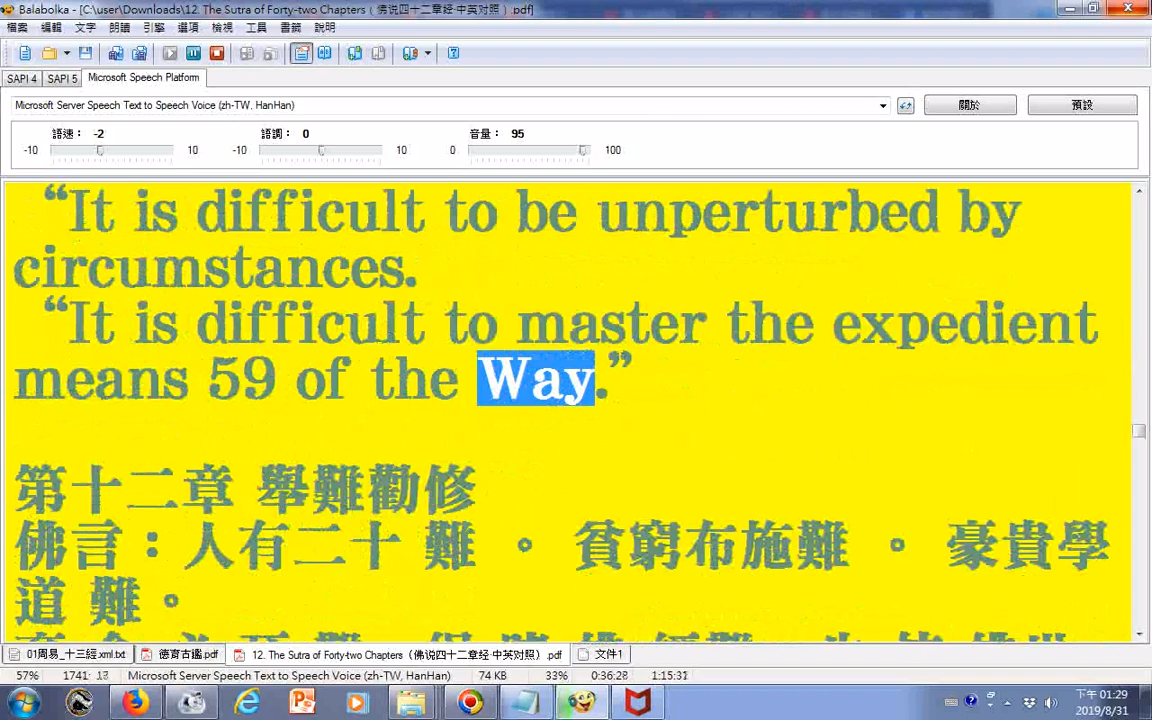 Balabolka - [C:\user\Downloads\12. The Sutra of Forty-two Chapters（佛说四十二章经·中英对照）.pdf]
檔案 編輯 文字 朗讀 引擎 選項 檢視 工具 書籤 說明
SAPI 4 SAPI 5 Microsoft Speech Platform
Microsoft Server Speech Text to Speech Voice (zh-TW, HanHan) 關於 預設
語速： -2 語調： 0 音量： 95
-10 10 -10 10 0 100
“It is difficult to be unperturbed by
circumstances.
“It is difficult to master the expedient
means 59 of the Way.”
第十二章 舉難勸修
佛言：人有二十 難 。 貧窮布施難 。 豪貴學
道 難。
01周易_十三經.xml.txt 德育古鑑.pdf 12. The Sutra of Forty-two Chapters（佛说四十二章经·中英对照）.pdf 文件1
57% 1741: 13 Microsoft Server Speech Text to Speech Voice (zh-TW, HanHan) 74 KB 33% 0:36:28 1:15:31
下午 01:29
2019/8/31